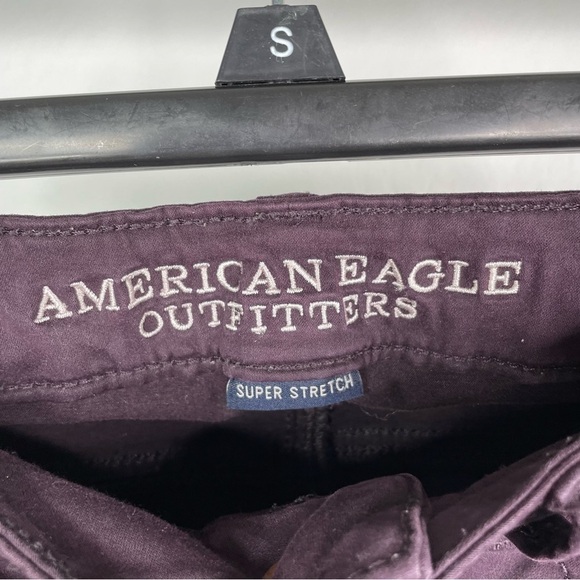 S
AMERICAN EAGLE
OUTFITTERS
SUPER STRETCH